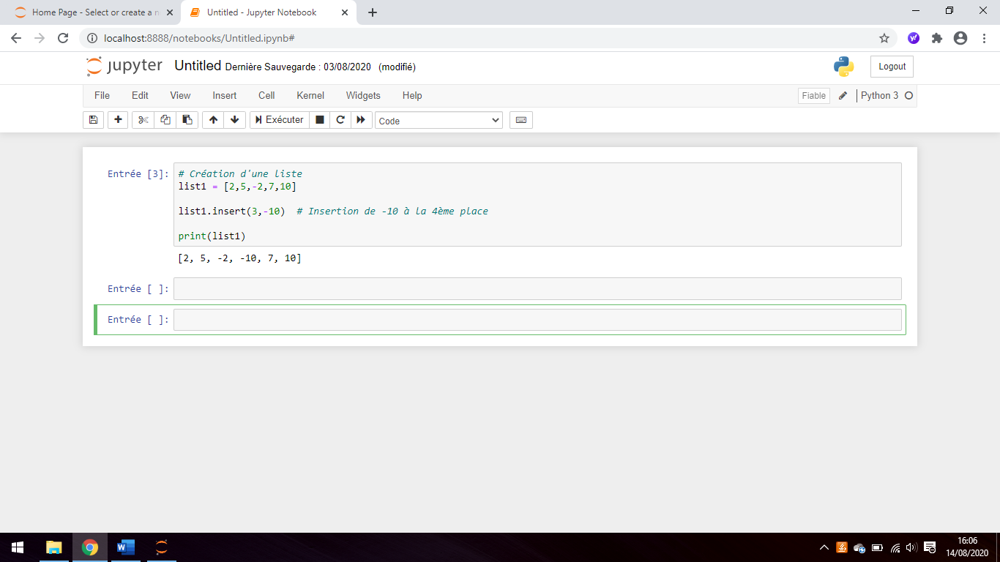 Home Page - Select or create a n
Untitled - Jupyter Notebook
localhost:8888/notebooks/Untitled.ipynb#
jupyter Untitled Dernière Sauvegarde : 03/08/2020 (modifié)
Logout
File Edit View Insert Cell Kernel Widgets Help
Fiable
Python 3
Exécuter
Code
Entrée [3]: # Création d'une liste
list1 = [2,5,-2,7,10]
list1.insert(3,-10) # Insertion de -10 à la 4ème place
print(list1)
[2, 5, -2, -10, 7, 10]
Entrée [ ]:
Entrée [ ]:
16:06
14/08/2020